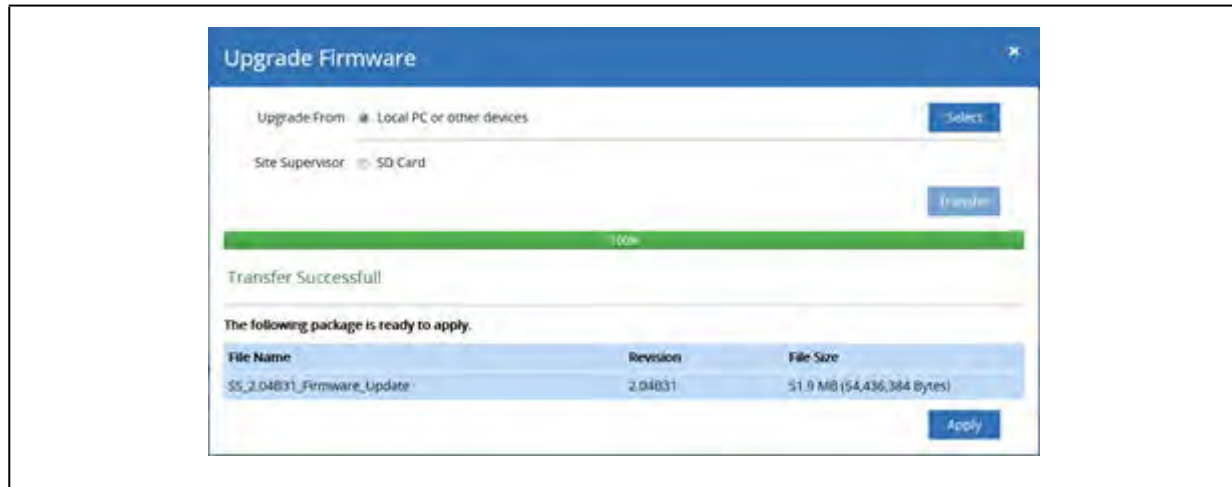 Upgrade Firmware ×
Upgrade From Local PC or other devices Select
Site Supervisor SD Card
Transfer
100%
Transfer Successful!
The following package is ready to apply.
File Name Revision File Size
SS_2.04B31_Firmware_Update 2.04B31 51.9 MB (54,436,384 Bytes)
Apply